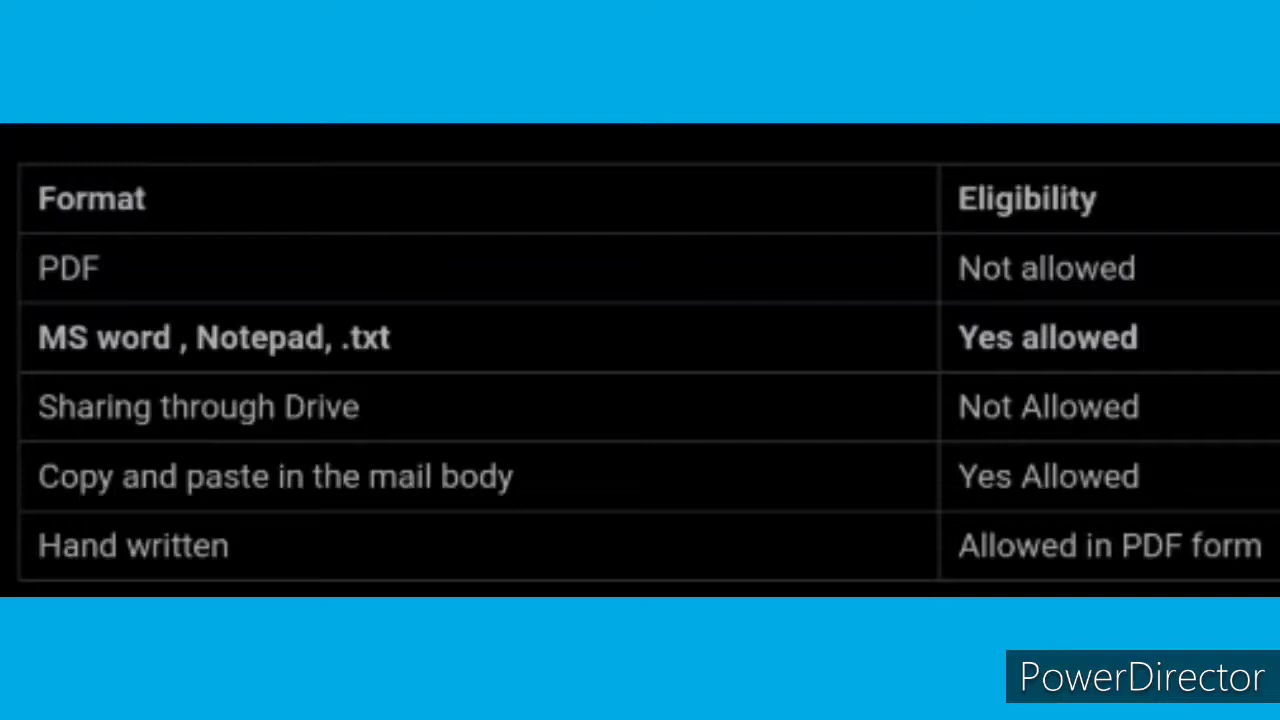 Format Eligibility
PDF Not allowed
MS word , Notepad, .txt Yes allowed
Sharing through Drive Not Allowed
Copy and paste in the mail body Yes Allowed
Hand written Allowed in PDF form
PowerDirector